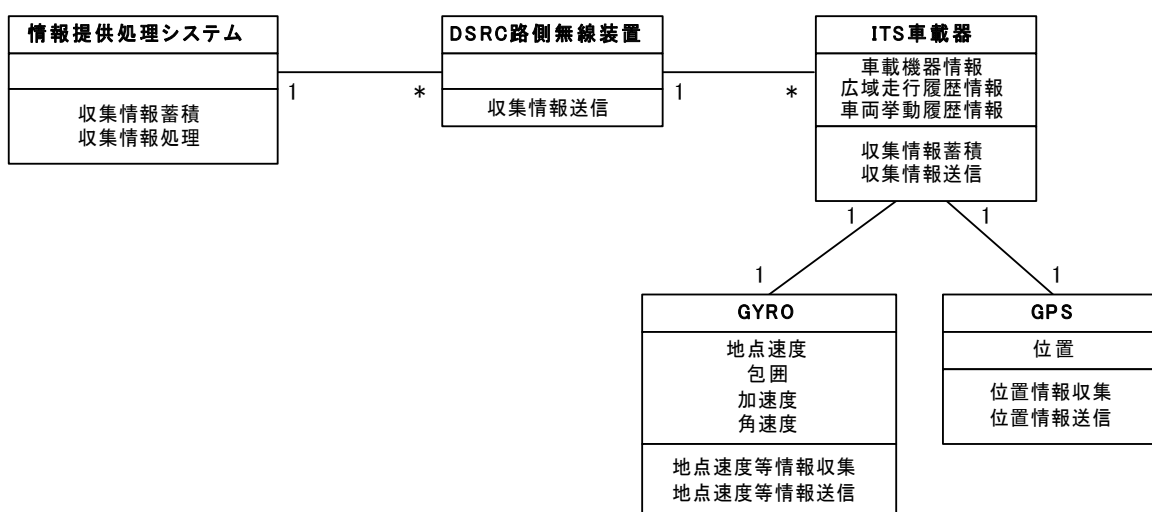 情報提供処理システム
収集情報蓄積
収集情報処理
1
*
DSRC路側無線装置
収集情報送信
1
*
ITS車載器
車載機器情報
広域走行履歴情報
車両挙動履歴情報
収集情報蓄積
収集情報送信
1
1
1
1
GYRO
地点速度
包囲
加速度
角速度
地点速度等情報収集
地点速度等情報送信
GPS
位置
位置情報収集
位置情報送信